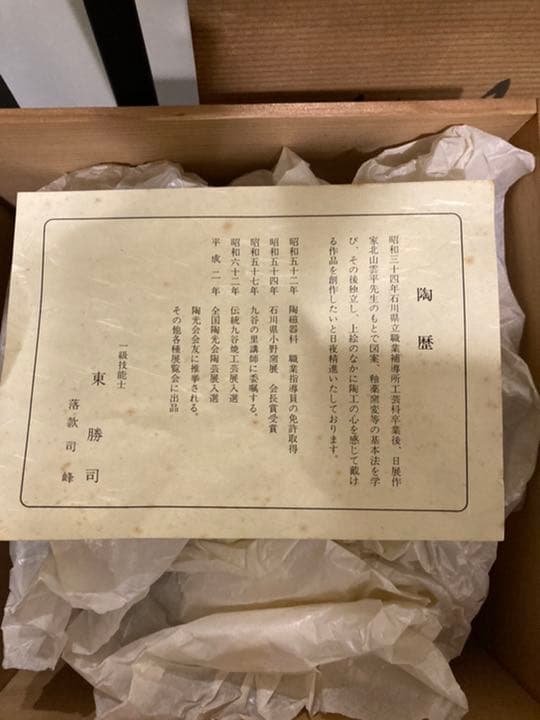 陶歴
昭和三十四年石川県立職業補導所工芸科卒業後、日展作
家北山雲平先生のもとで図案、釉薬窯変等の基本法を学
び、その後独立し、上絵のなかに陶工の心を感じて戴け
る作品を創作したいと日夜精進いたしております。
昭和五十二年 陶磁器科 職業指導員の免許取得
昭和五十四年 石川県小野窯展 会長賞受賞
昭和五十七年 九谷の里講師に委嘱する。
昭和六十二年 伝統九谷焼工芸展入選
平成二年 全国陶光会陶芸展入選
陶光会会友に推挙される。
その他各種展覧会に出品
一級技能士
東勝司
落款司峰